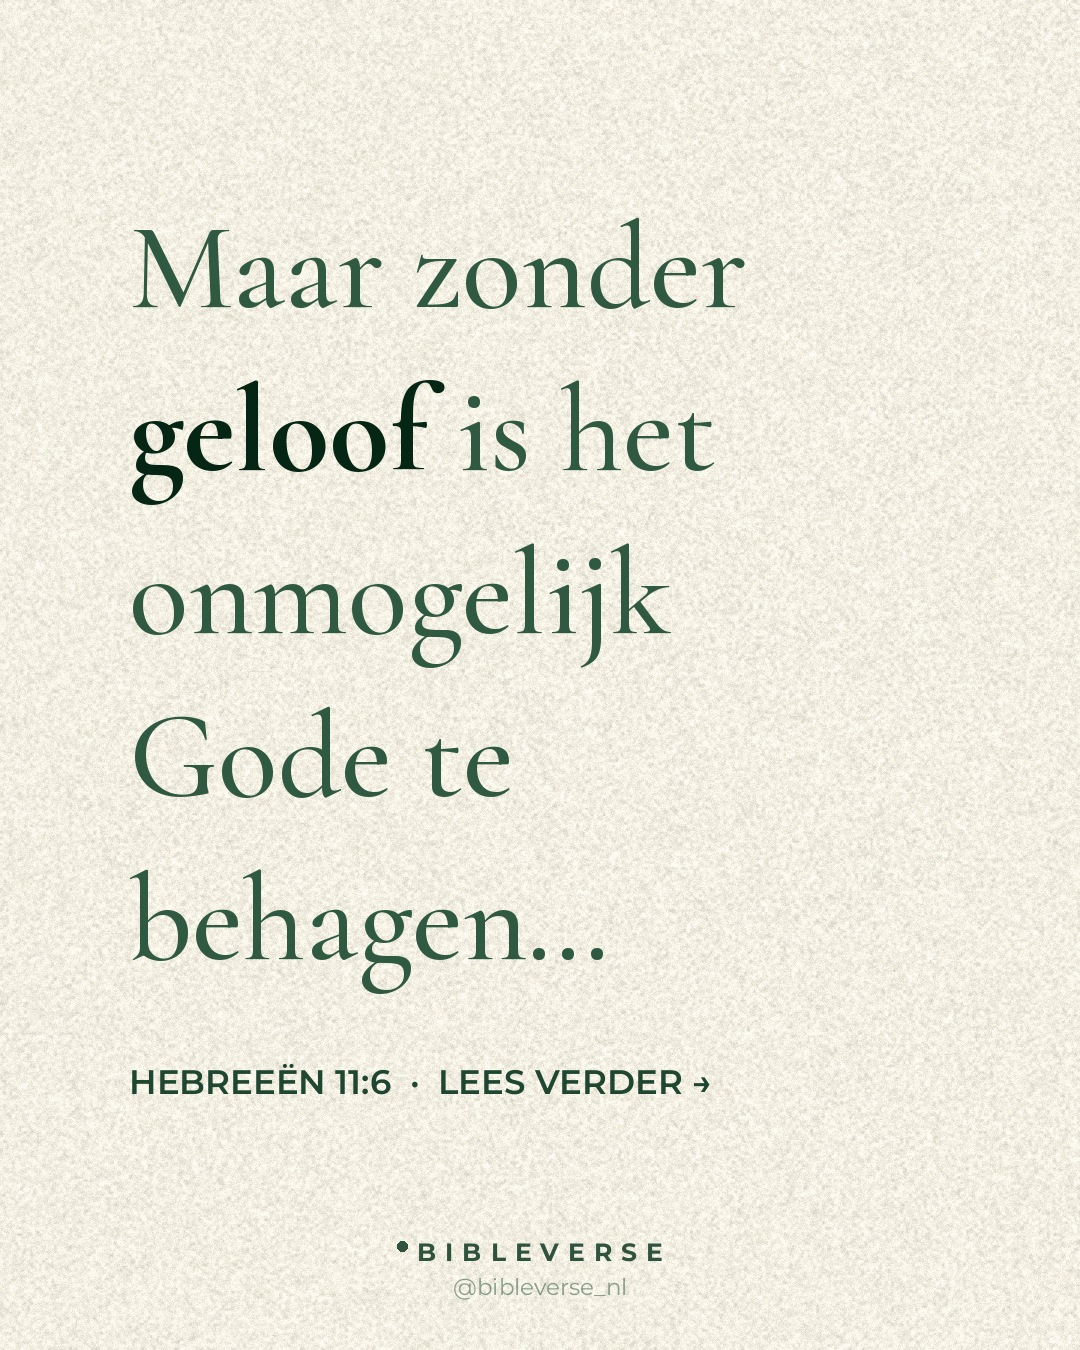 Maar zonder
geloof is het
onmogelijk
Gode te
behagen...
HEBREEËN 11:6 · LEES VERDER →
BIBLEVERSE
@bibleverse_nl